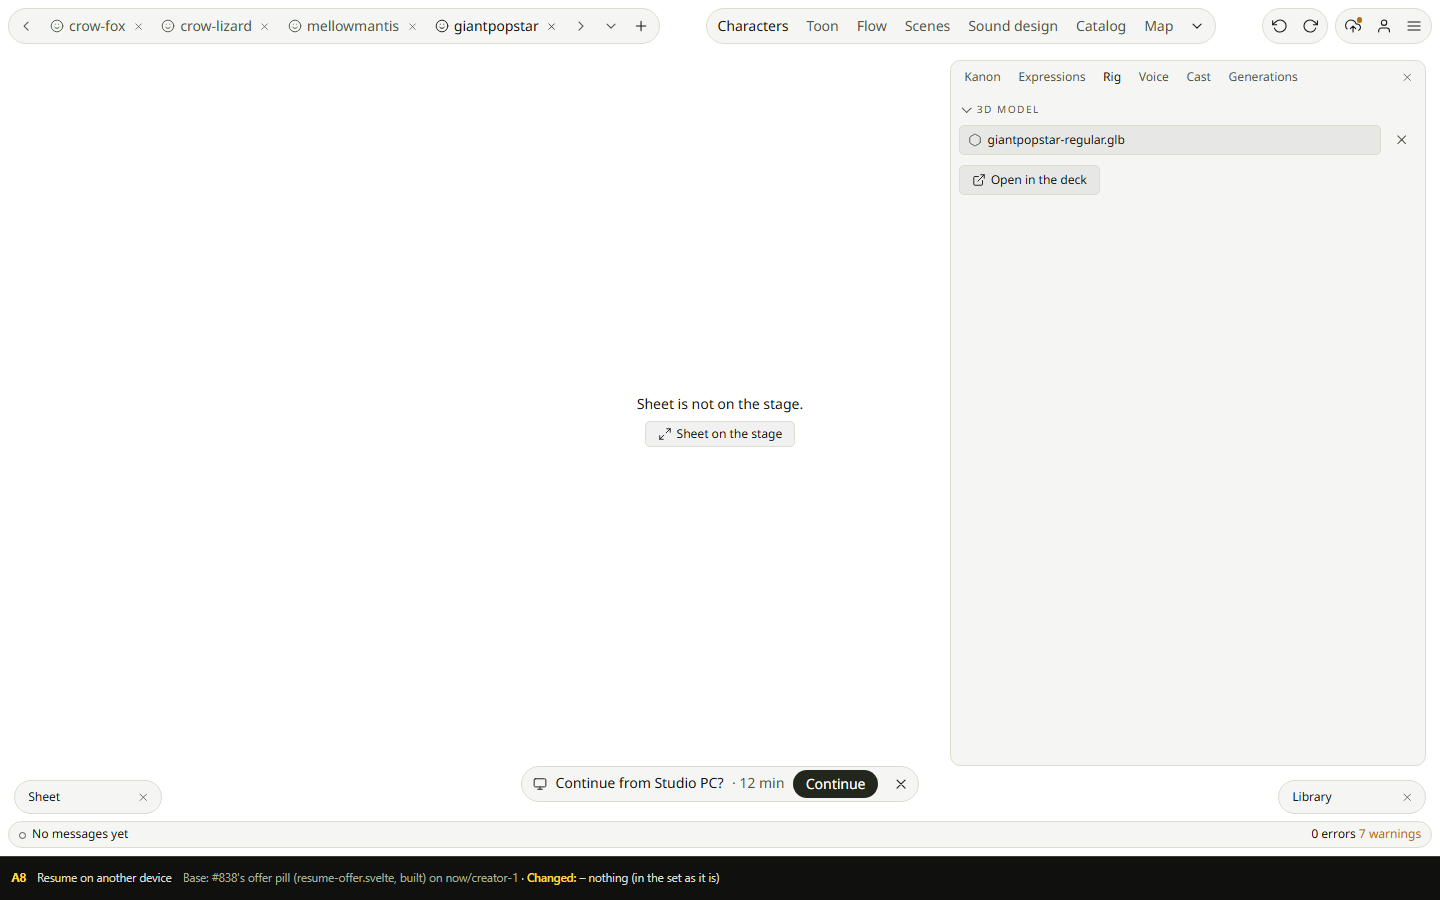 crow-fox crow-lizard mellowmantis giantpopstar
Characters Toon Flow Scenes Sound design Catalog Map
Kanon Expressions Rig Voice Cast Generations
3D MODEL
giantpopstar-regular.glb
Open in the deck
Sheet is not on the stage.
Sheet on the stage
Continue from Studio PC? · 12 min Continue
Sheet
Library
No messages yet
0 errors 7 warnings
A8 Resume on another device Base: #838's offer pill (resume-offer.svelte, built) on now/creator-1 · Changed: – nothing (in the set as it is)